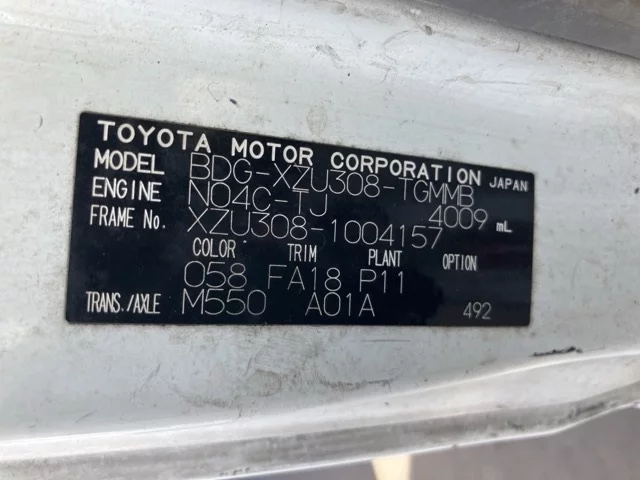 TOYOTA MOTOR CORPORATION JAPAN
MODEL BDG-XZU308-TGMMB
ENGINE N04C-TJ 4009 mL
FRAME No. XZU308-1004157
COLOR TRIM PLANT OPTION
058 FA18 P11
TRANS./AXLE M550 A01A 492